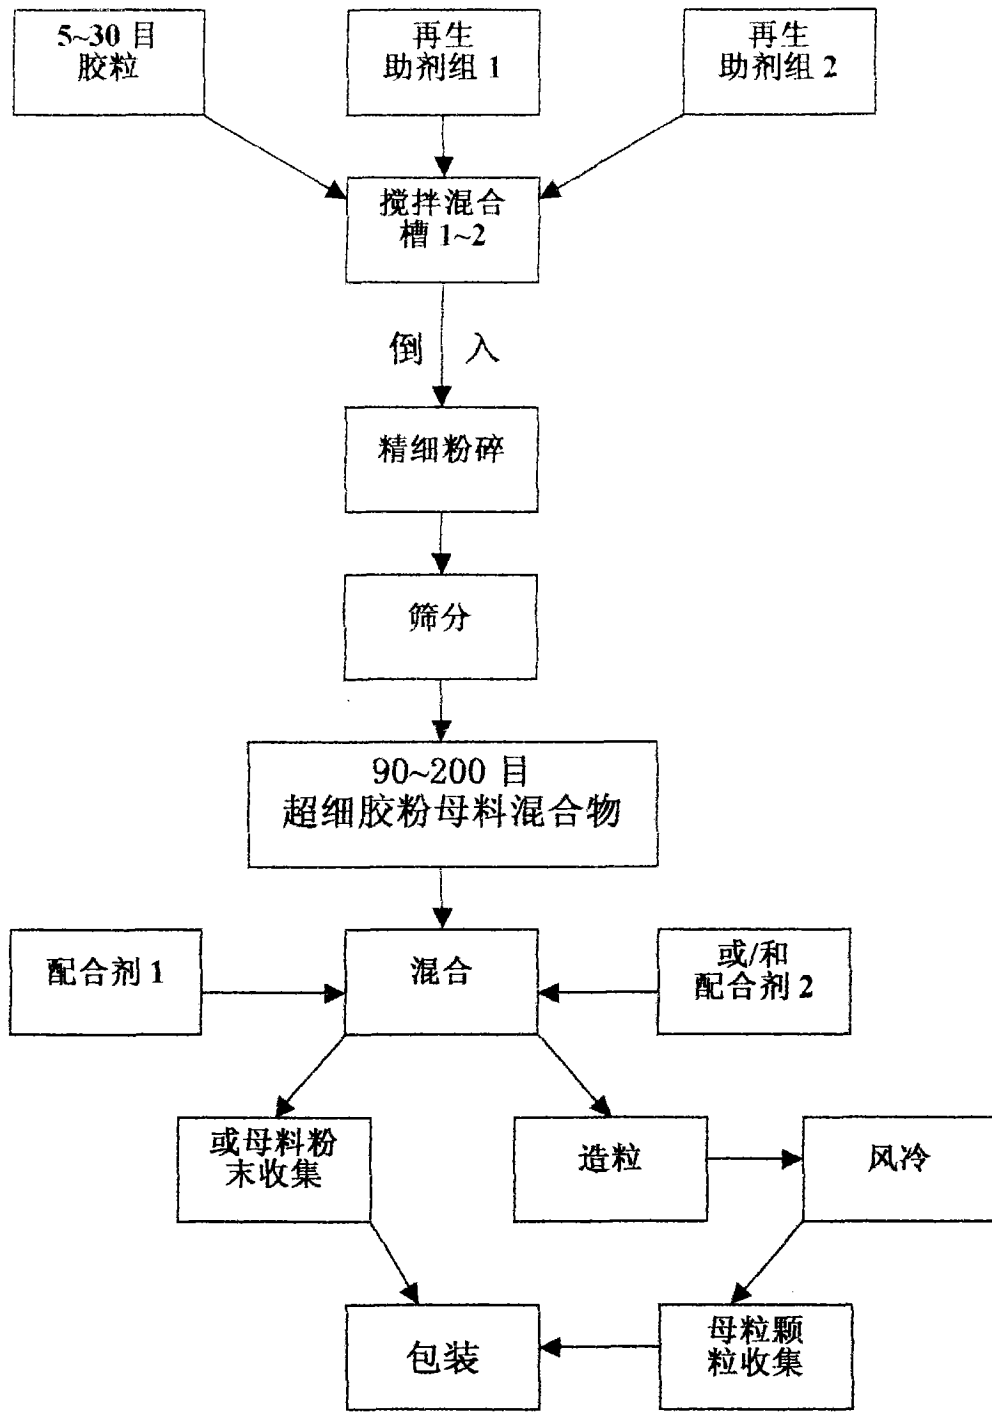 5~30 目
胶粒
再生
助剂组 1
再生
助剂组 2
搅拌混合
槽 1~2
倒 入
精细粉碎
筛分
90~200 目
超细胶粉母料混合物
配合剂 1
混合
或/和
配合剂 2
或母料粉
末收集
造粒
风冷
包装
母粒颗
粒收集